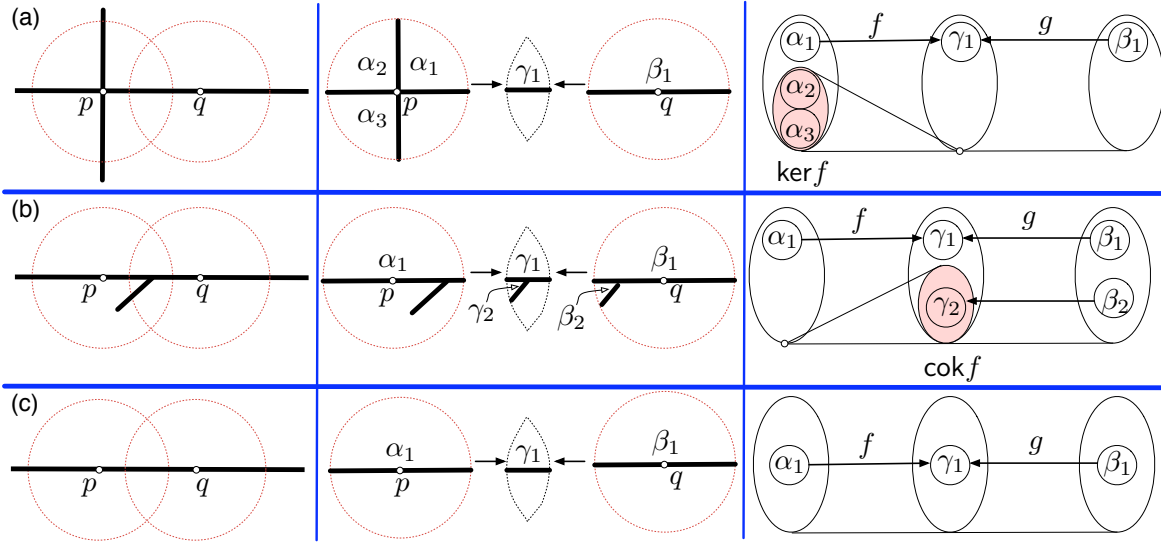 (a)
p q
α₂ α₁
α₃ p
γ₁
β₁
q
α₁ f γ₁ g β₁
α₂
α₃
ker f
(b)
p q
α₁
p
γ₁
γ₂
β₁
β₂ q
α₁ f γ₁ g β₁
γ₂ β₂
cok f
(c)
p q
α₁
p
γ₁
β₁
q
α₁ f γ₁ g β₁